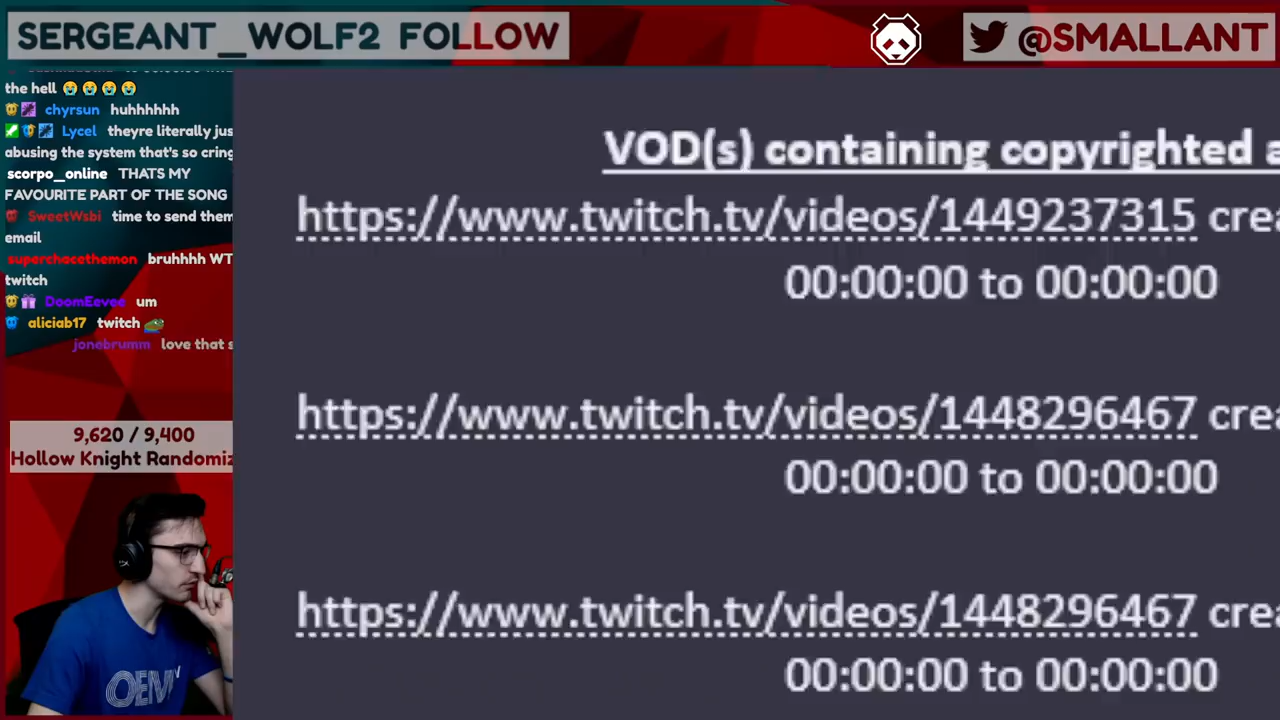 SERGEANT_WOLF2 FOLLOW
@SMALLANT
the hell
chyrsun huhhhhhh
Lycel theyre literally jus
abusing the system that's so cring
scorpo_online THATS MY
FAVOURITE PART OF THE SONG
SweetWsbi time to send them
email
superchacethemon bruhhhh WT
twitch
DoomEevee um
aliciab17 twitch
jonobrumm love that s
9,620 / 9,400
Hollow Knight Randomiz
VOD(s) containing copyrighted a
https://www.twitch.tv/videos/1449237315 crea
00:00:00 to 00:00:00
https://www.twitch.tv/videos/1448296467 crea
00:00:00 to 00:00:00
https://www.twitch.tv/videos/1448296467 crea
00:00:00 to 00:00:00